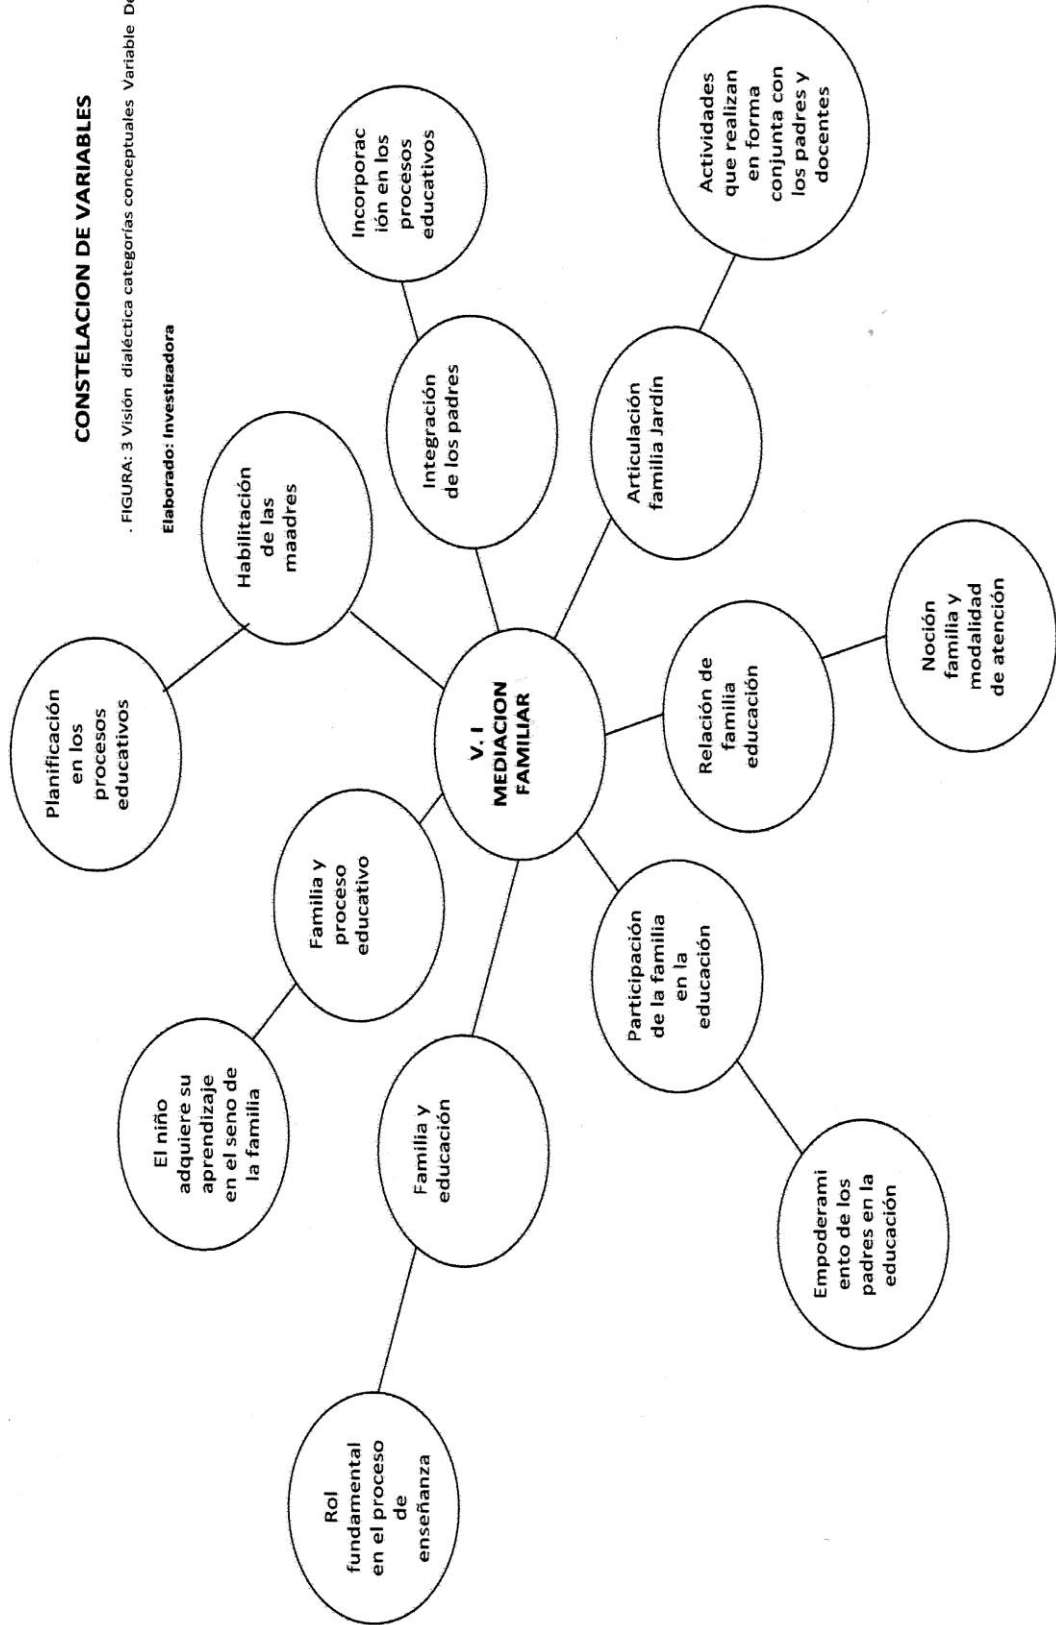 CONSTELACION DE VARIABLES
. FIGURA: 3 Visión dialéctica categorías conceptuales Variable De
Elaborado: Investigadora
Planificación
en los
procesos
educativos
Habilitación
de las
maadres
Incorporac
ión en los
procesos
educativos
Integración
de los padres
El niño
adquiere su
aprendizaje
en el seno de
la familia
Familia y
proceso
educativo
V. I
MEDIACION
FAMILIAR
Articulación
familia Jardín
Actividades
que realizan
en forma
conjunta con
los padres y
docentes
Rol
fundamental
en el proceso
de
enseñanza
Familia y
educación
Participación
de la familia
en la
educación
Relación de
familia
educación
Empoderami
ento de los
padres en la
educación
Noción
familia y
modalidad
de atención